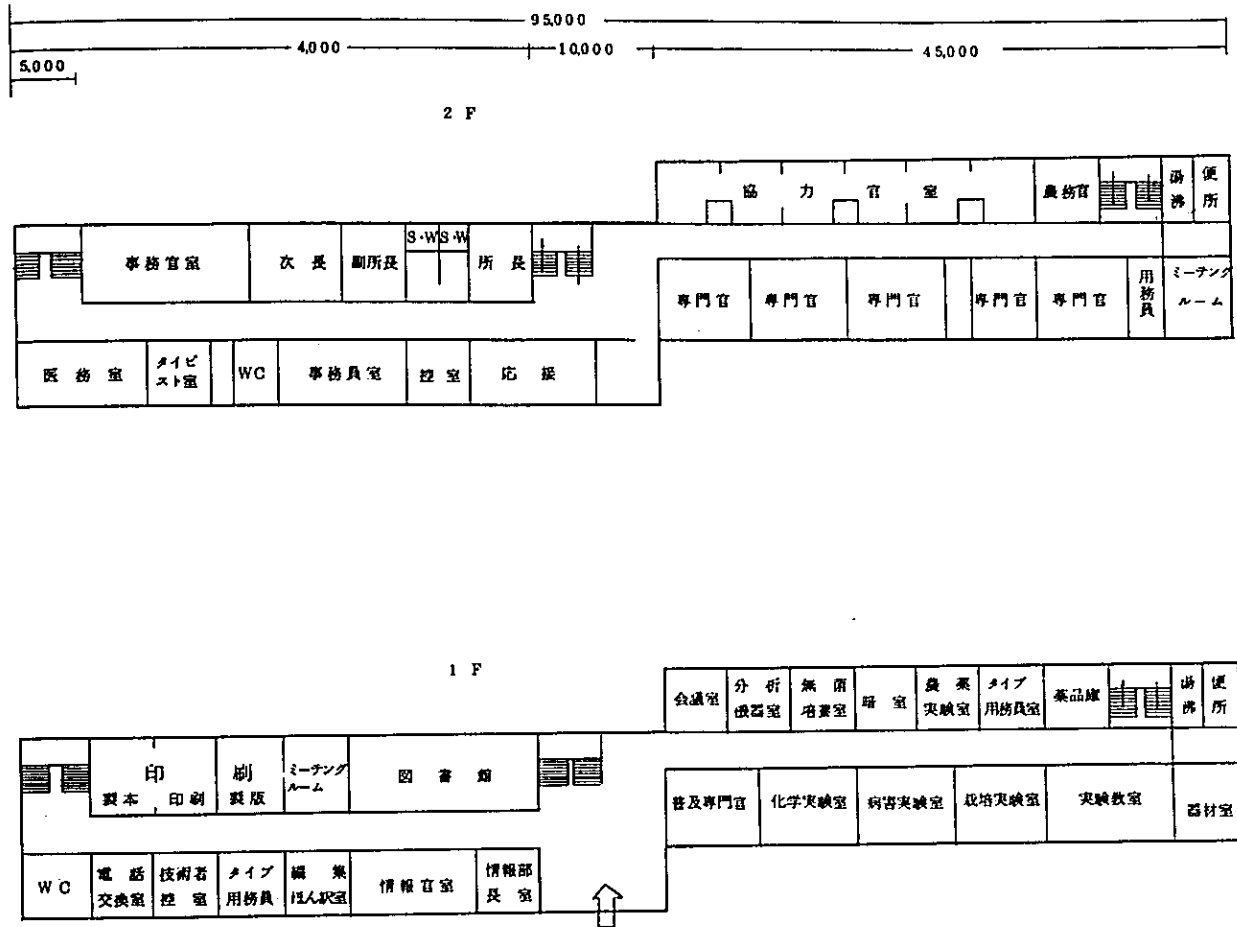 95,000
4,000
10,000
45,000
5,000
2 F
協力官室
農務官
湯沸
便所
事務官室
次長
副所長
S・W
S・W
所長
専門官
専門官
専門官
専門官
専門官
用務員
ミーテング
ルーム
医務室
タイピ
スト室
WC
事務員室
控室
応接
1 F
会議室
分析
機器室
無菌
培養室
暗室
農薬
実験室
タイプ
用務員室
薬品庫
湯沸
便所
印刷
製本
印刷
製版
ミーテング
ルーム
図書館
普及専門官
化学実験室
病害実験室
栽培実験室
実験教室
器材室
WC
電話
交換室
技術者
控室
タイプ
用務員
編集
ほん訳室
情報官室
情報部
長室